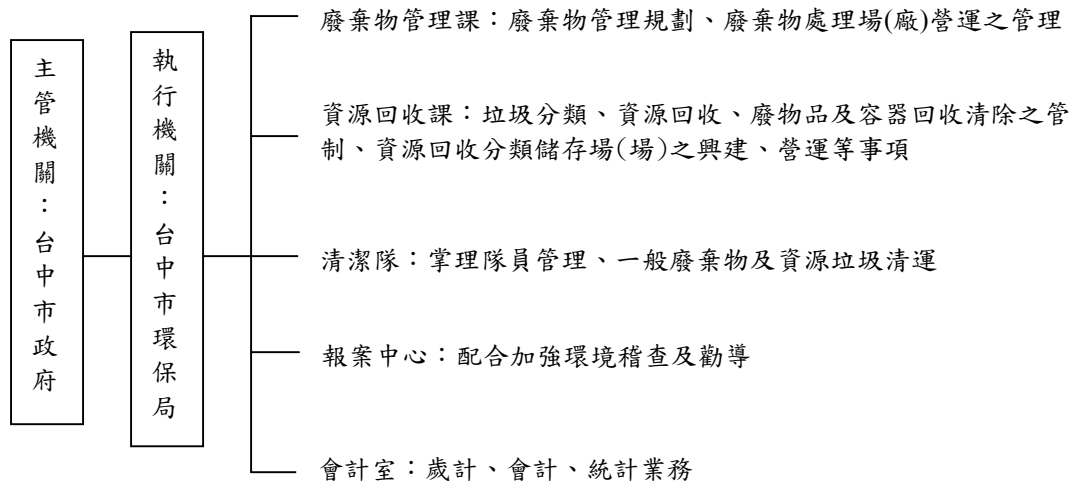 主管機關：台中市政府
執行機關：台中市環保局
廢棄物管理課：廢棄物管理規劃、廢棄物處理場(廠)營運之管理
資源回收課：垃圾分類、資源回收、廢物品及容器回收清除之管
制、資源回收分類儲存場(場)之興建、營運等事項
清潔隊：掌理隊員管理、一般廢棄物及資源垃圾清運
報案中心：配合加強環境稽查及勸導
會計室：歲計、會計、統計業務